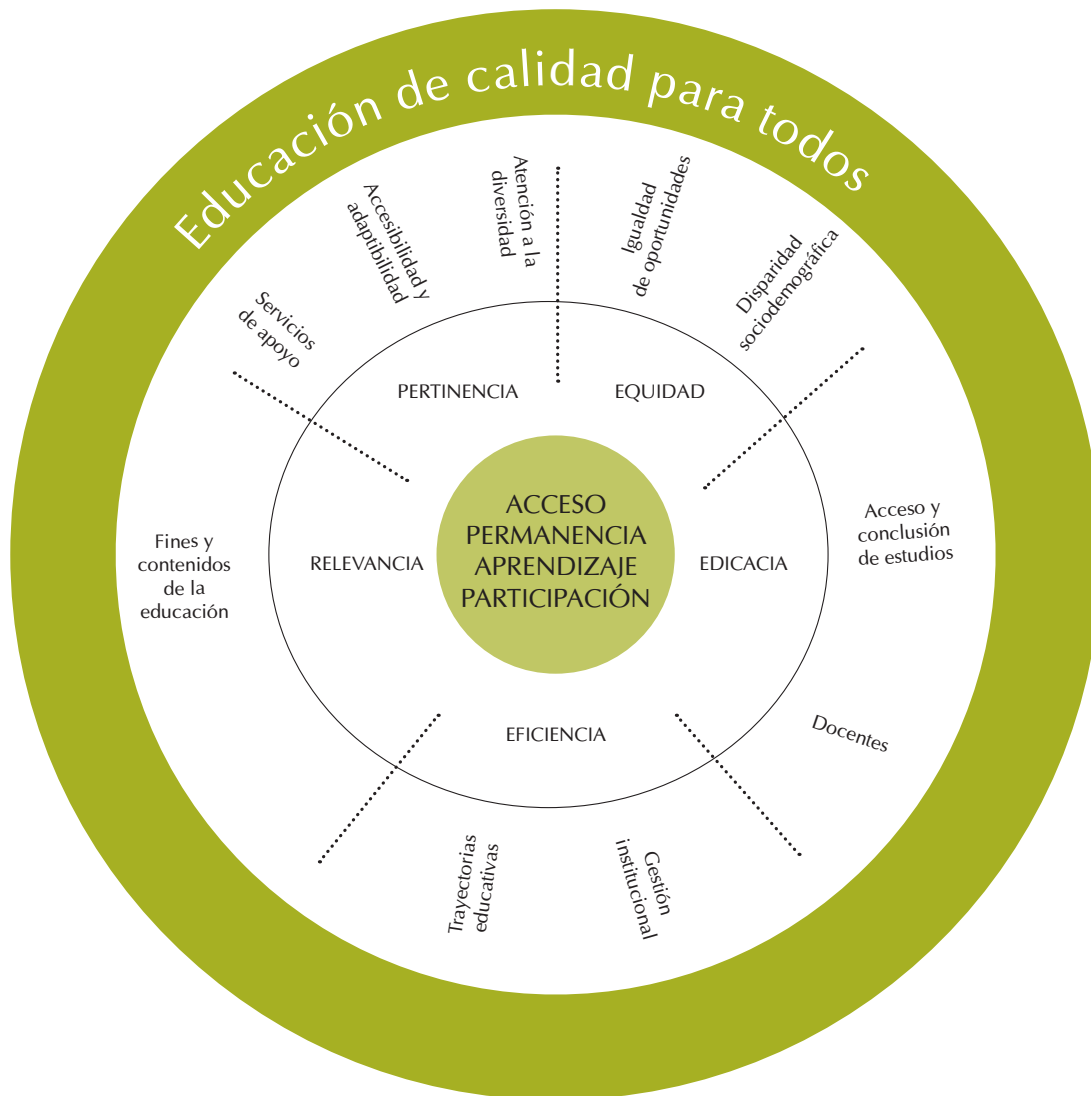 Educación de calidad para todos
Servicios
de apoyo
Accesibilidad y
adaptibilidad
Atención a la
diversidad
Igualdad
de oportunidades
Disparidad
sociodemográfica
PERTINENCIA
EQUIDAD
Fines y
contenidos
de la
educación
RELEVANCIA
ACCESO
PERMANENCIA
APRENDIZAJE
PARTICIPACIÓN
EDICACIA
Acceso y
conclusión
de estudios
EFICIENCIA
Docentes
Trayectorias
educativas
Gestión
institucional